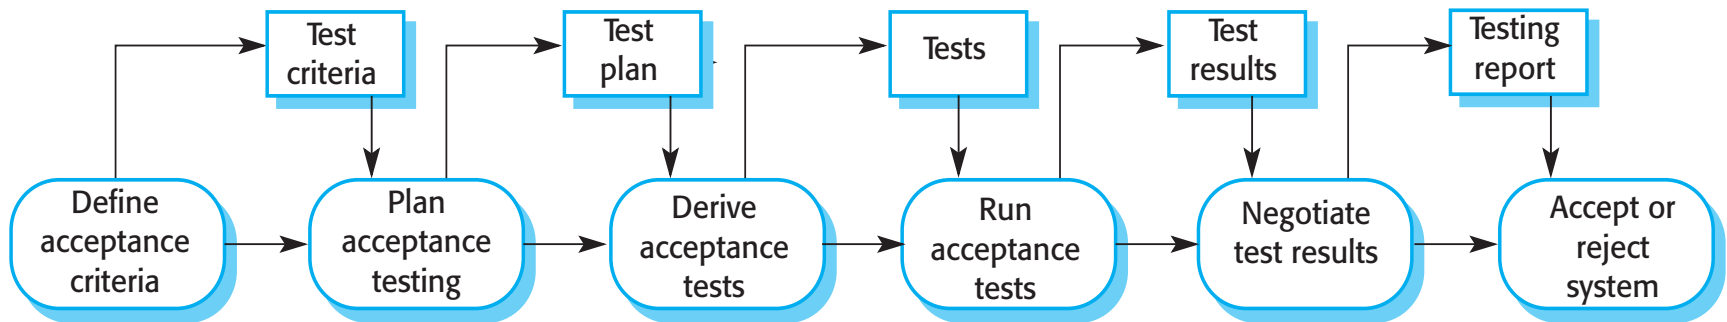 Test
criteria
Test
plan
Tests
Test
results
Testing
report
Define
acceptance
criteria
Plan
acceptance
testing
Derive
acceptance
tests
Run
acceptance
tests
Negotiate
test results
Accept or
reject
system